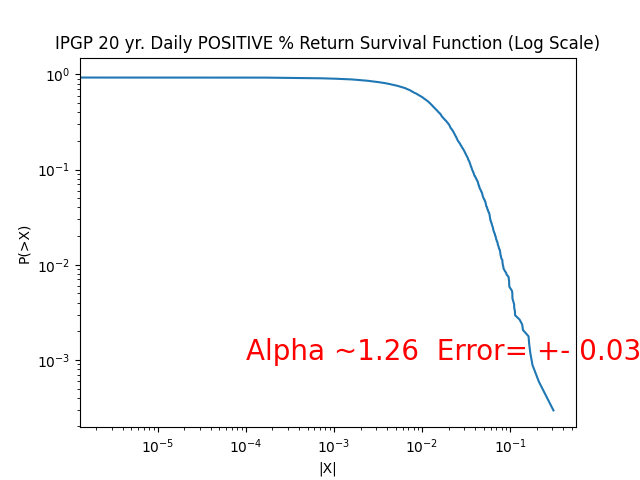 IPGP 20 yr. Daily POSITIVE % Return Survival Function (Log Scale)
10⁰
10⁻¹
10⁻²
10⁻³
P(>X)
Alpha ~1.26  Error= +- 0.03
10⁻⁵
10⁻⁴
10⁻³
10⁻²
10⁻¹
|X|